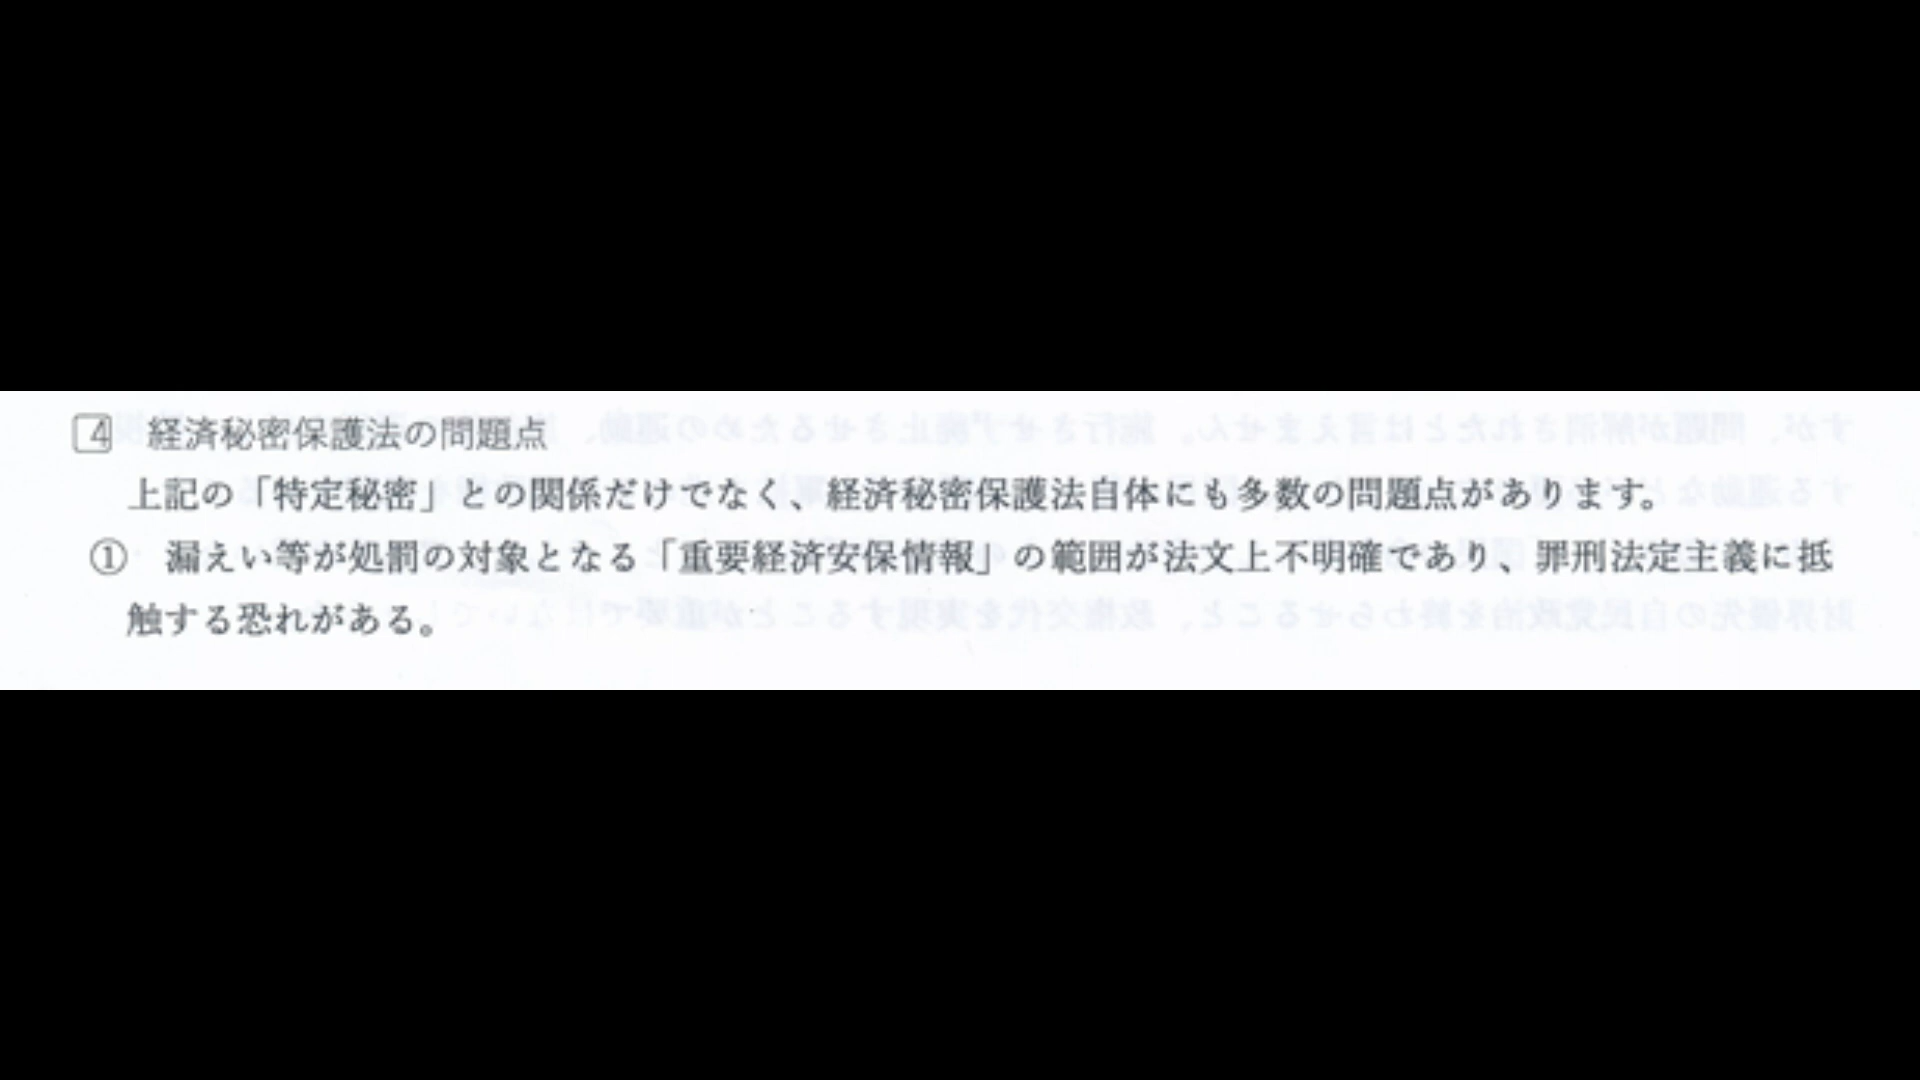 4 経済秘密保護法の問題点
上記の「特定秘密」との関係だけでなく、経済秘密保護法自体にも多数の問題点があります。
① 漏えい等が処罰の対象となる「重要経済安保情報」の範囲が法文上不明確であり、罪刑法定主義に抵
触する恐れがある。